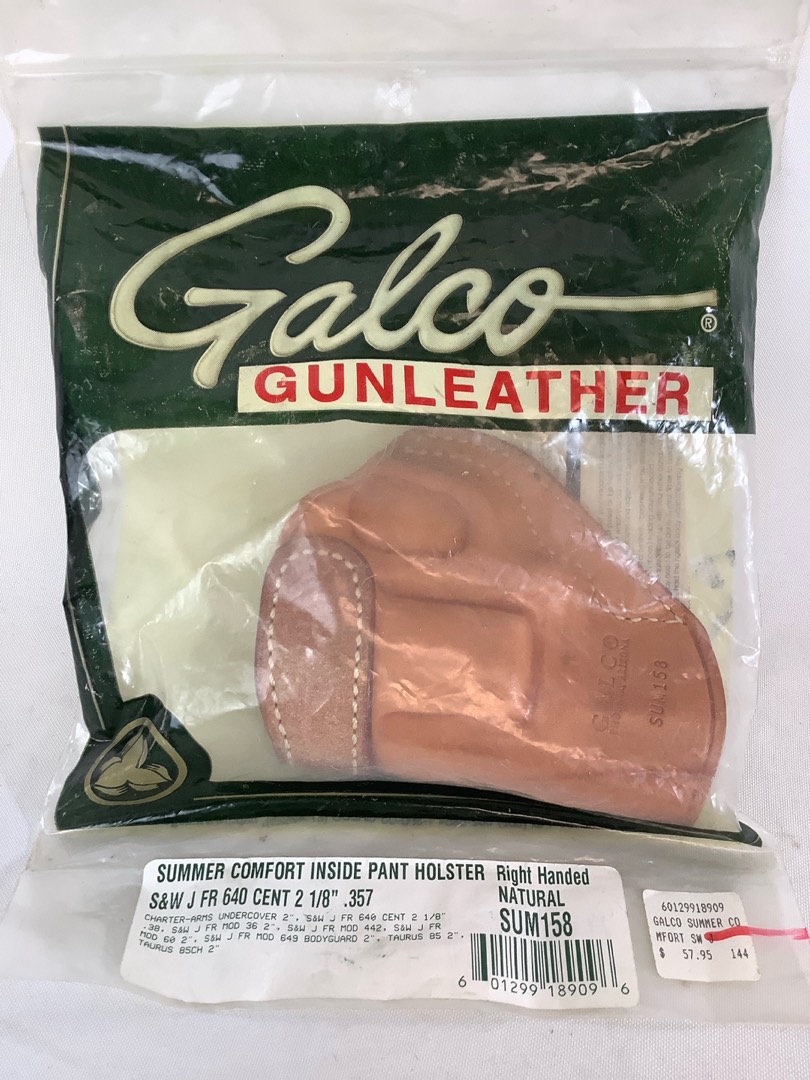 Galco ®
GUNLEATHER
GALCO
SUM158
SUMMER COMFORT INSIDE PANT HOLSTER Right Handed
S&W J FR 640 CENT 2 1/8" .357 NATURAL
SUM158
CHARTER-ARMS UNDERCOVER 2", S&W J FR 640 CENT 2 1/8"
.38, S&W J FR MOD 36 2", S&W J FR MOD 442, S&W J FR
MOD 60 2", S&W J FR MOD 649 BODYGUARD 2", TAURUS 85 2",
TAURUS 85CH 2"
6 01299 18909 6
60129918909
GALCO SUMMER CO
MFORT SW J
$ 57.95 144